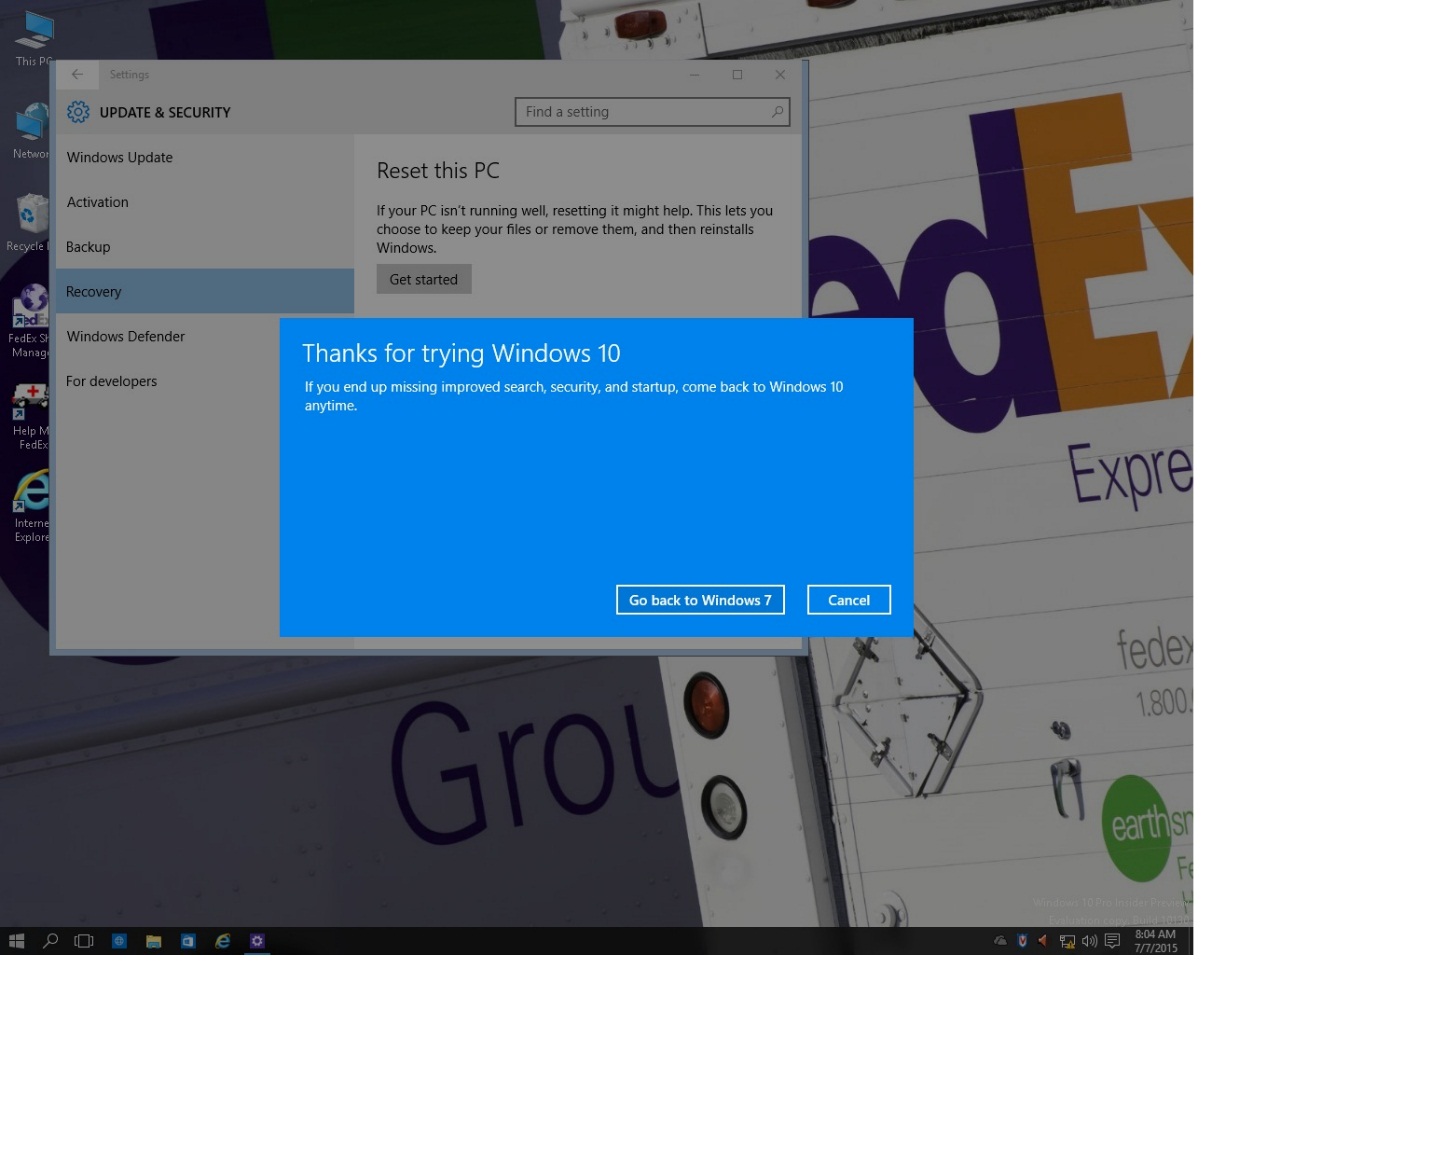 This PC
Settings
UPDATE & SECURITY
Find a setting
Windows Update
Activation
Backup
Recovery
Windows Defender
For developers
Reset this PC
If your PC isn't running well, resetting it might help. This lets you
choose to keep your files or remove them, and then reinstalls
Windows.
Get started
Thanks for trying Windows 10
If you end up missing improved search, security, and startup, come back to Windows 10
anytime.
Go back to Windows 7
Cancel
Networ
Recycle
FedEx Sh
Manag
Help M
FedEx
Interne
Explore
edE
Expre
fedex
1.800.
Grou
earthsm
Fe
Windows 10 Pro Insider Preview
Evaluation copy. Build 10130
8:04 AM
7/7/2015